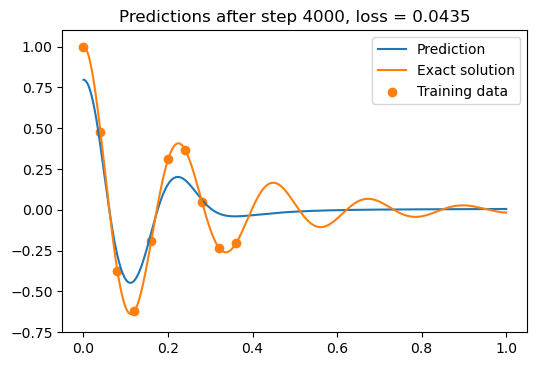 Predictions after step 4000, loss = 0.0435
Prediction
Exact solution
Training data
1.00
0.75
0.50
0.25
0.00
−0.25
−0.50
−0.75
0.0 0.2 0.4 0.6 0.8 1.0